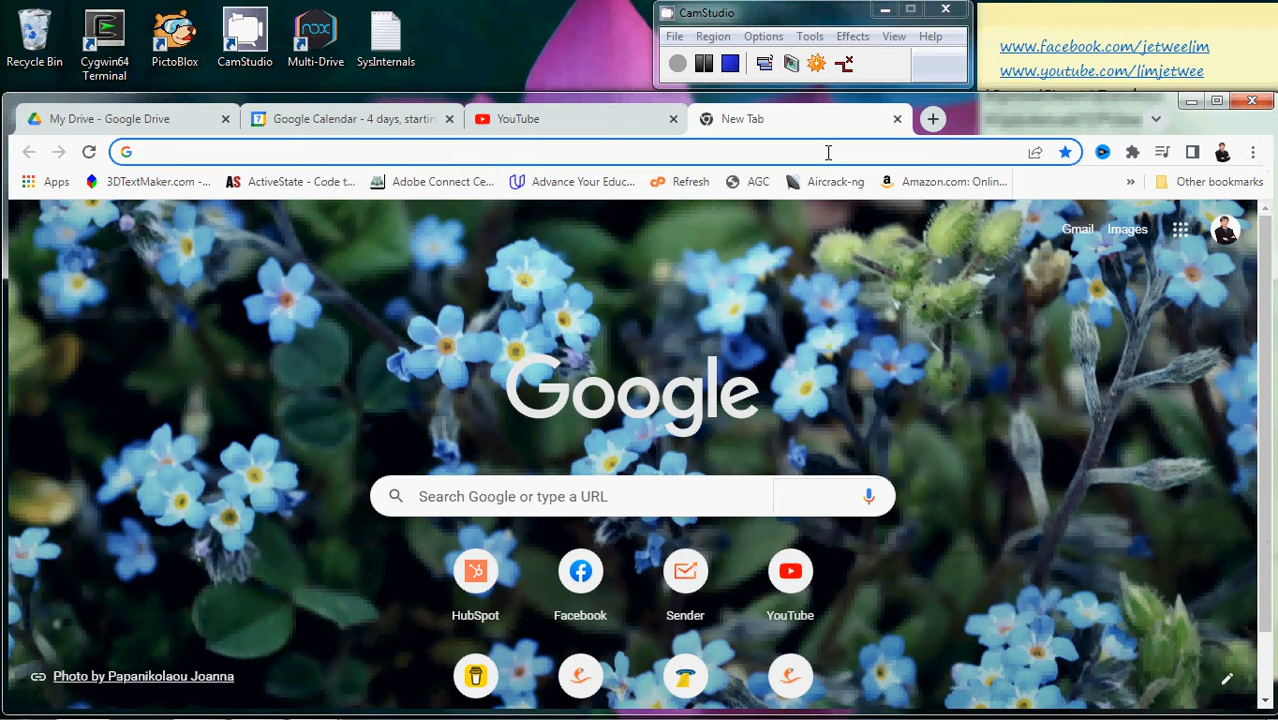 Recycle Bin
Cygwin64 Terminal
PictoBlox
CamStudio
Multi-Drive
nox
SysInternals
CamStudio
File Region Options Tools Effects View Help
www.facebook.com/jetweelim
www.youtube.com/limjetwee
My Drive - Google Drive
Google Calendar - 4 days, startin
YouTube
New Tab
Apps
3DTextMaker.com -...
ActiveState - Code t...
Adobe Connect Ce...
Advance Your Educ...
Refresh
AGC
Aircrack-ng
Amazon.com: Onlin...
»
Other bookmarks
Gmail Images
Google
Search Google or type a URL
HubSpot
Facebook
Sender
YouTube
Photo by Papanikolaou Joanna